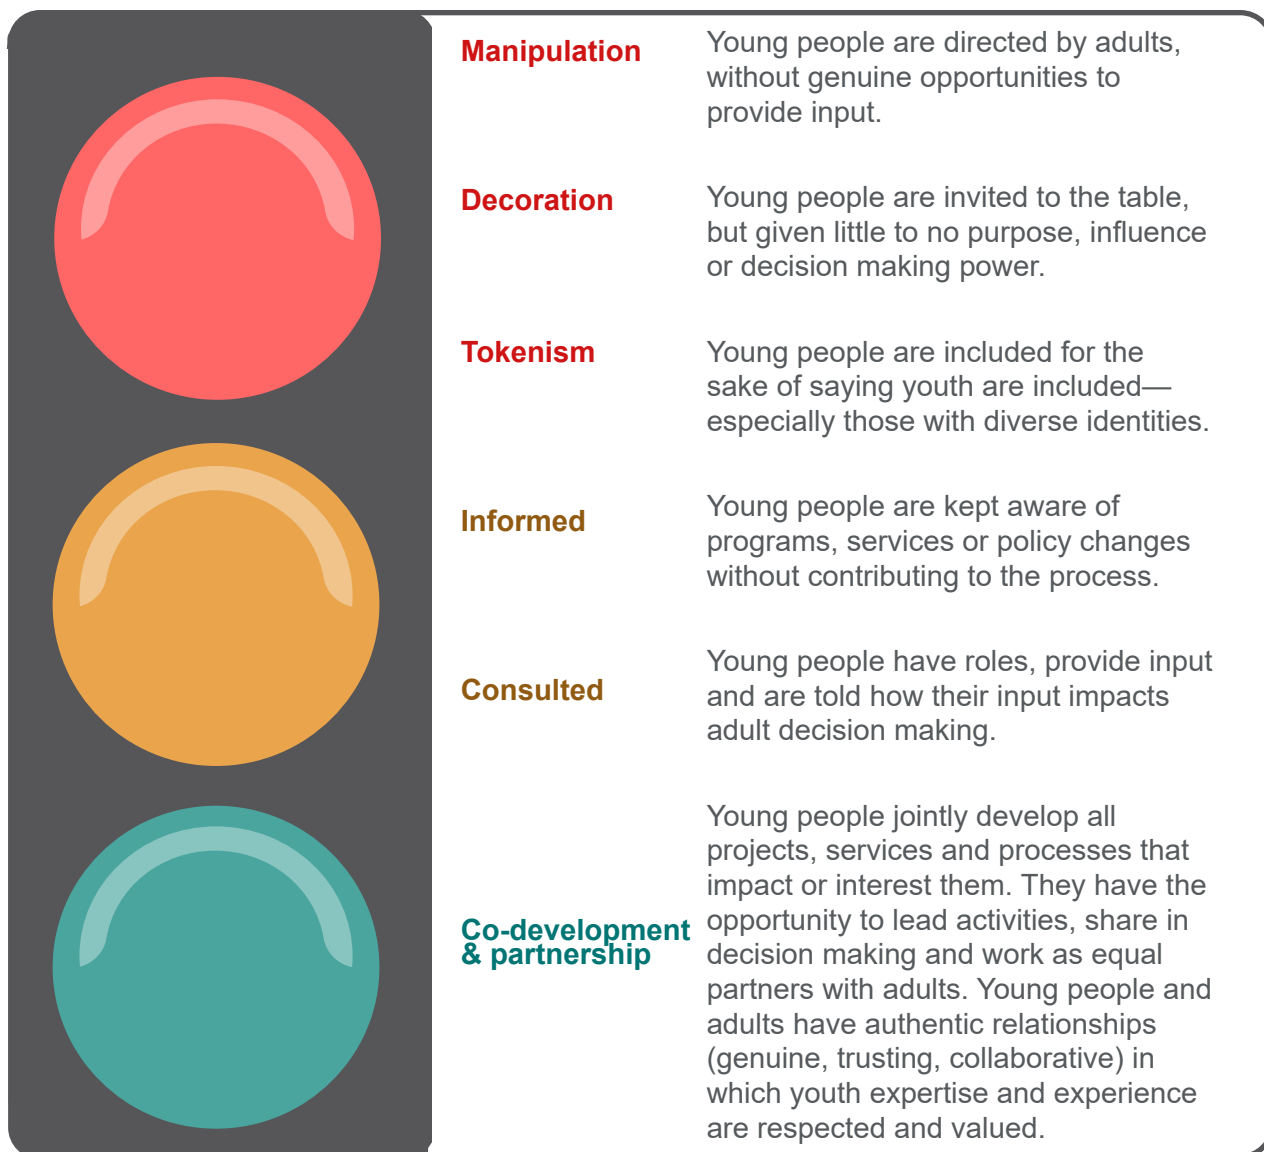 Manipulation
Young people are directed by adults,
without genuine opportunities to
provide input.
Decoration
Young people are invited to the table,
but given little to no purpose, influence
or decision making power.
Tokenism
Young people are included for the
sake of saying youth are included—
especially those with diverse identities.
Informed
Young people are kept aware of
programs, services or policy changes
without contributing to the process.
Consulted
Young people have roles, provide input
and are told how their input impacts
adult decision making.
Co-development
& partnership
Young people jointly develop all
projects, services and processes that
impact or interest them. They have the
opportunity to lead activities, share in
decision making and work as equal
partners with adults. Young people and
adults have authentic relationships
(genuine, trusting, collaborative) in
which youth expertise and experience
are respected and valued.